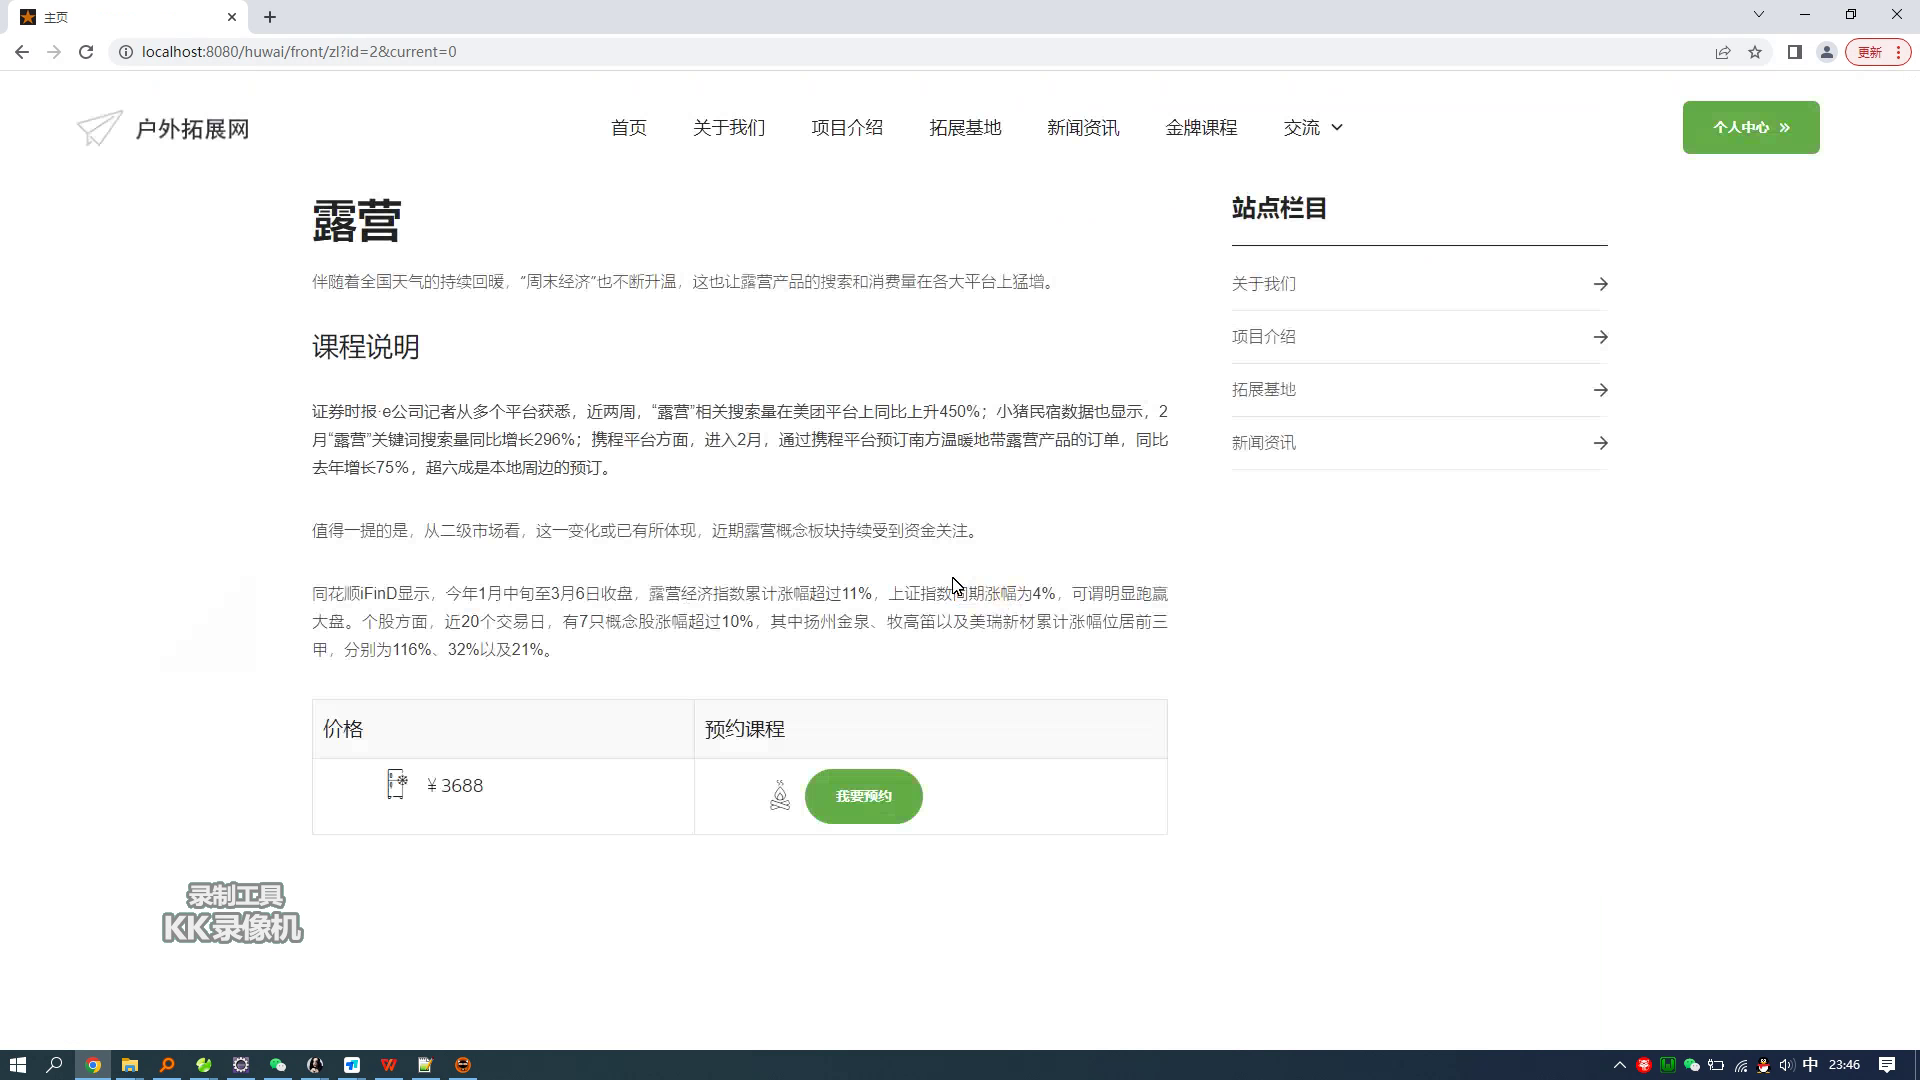 主页
localhost:8080/huwai/front/zl?id=2&current=0
更新
户外拓展网
首页
关于我们
项目介绍
拓展基地
新闻资讯
金牌课程
交流
个人中心 »
露营
伴随着全国天气的持续回暖，“周末经济”也不断升温，这也让露营产品的搜索和消费量在各大平台上猛增。
课程说明
证券时报·e公司记者从多个平台获悉，近两周，“露营”相关搜索量在美团平台上同比上升450%；小猪民宿数据也显示，2
月“露营”关键词搜索量同比增长296%；携程平台方面，进入2月，通过携程平台预订南方温暖地带露营产品的订单，同比
去年增长75%，超六成是本地周边的预订。
值得一提的是，从二级市场看，这一变化或已有所体现，近期露营概念板块持续受到资金关注。
同花顺iFinD显示，今年1月中旬至3月6日收盘，露营经济指数累计涨幅超过11%，上证指数同期涨幅为4%，可谓明显跑赢
大盘。个股方面，近20个交易日，有7只概念股涨幅超过10%，其中扬州金泉、牧高笛以及美瑞新材累计涨幅位居前三
甲，分别为116%、32%以及21%。
价格
预约课程
￥3688
我要预约
站点栏目
关于我们
项目介绍
拓展基地
新闻资讯
录制工具
KK录像机
中
23:46